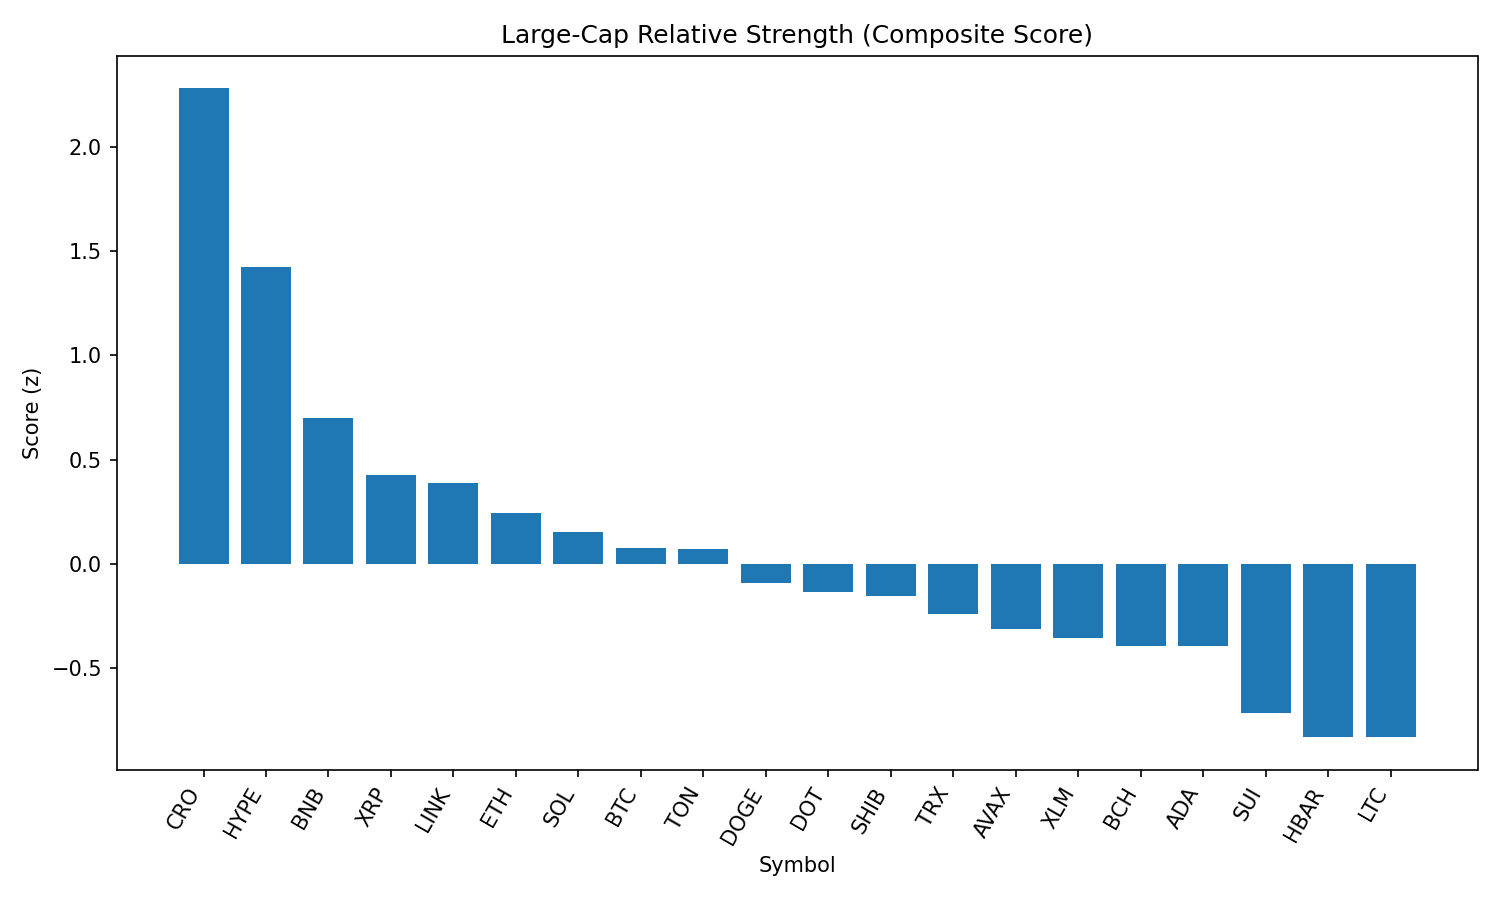 Large-Cap Relative Strength (Composite Score)
Score (z)
2.0
1.5
1.0
0.5
0.0
−0.5
CRO
HYPE
BNB
XRP
LINK
ETH
SOL
BTC
TON
DOGE
DOT
SHIB
TRX
AVAX
XLM
BCH
ADA
SUI
HBAR
LTC
Symbol